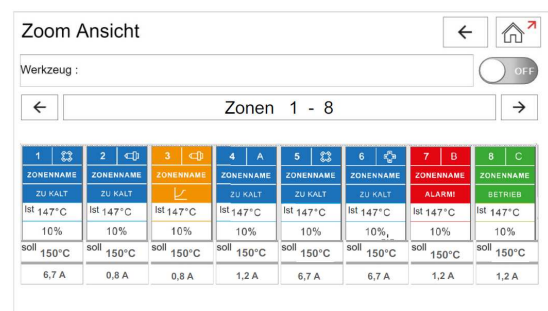 Zoom Ansicht
Werkzeug :
OFF
Zonen 1 - 8
1 2 3 4 A 5 6 7 B 8 C
ZONENNAME ZONENNAME ZONENNAME ZONENNAME ZONENNAME ZONENNAME ZONENNAME ZONENNAME
ZU KALT ZU KALT ZU KALT ZU KALT ZU KALT ALARM! BETRIEB
Ist 147°C Ist 147°C Ist 147°C Ist 147°C Ist 147°C Ist 147°C Ist 147°C Ist 147°C
10% 10% 10% 10% 10% 10% 10% 10%
soll 150°C soll 150°C soll 150°C soll 150°C soll 150°C soll 150°C soll 150°C soll 150°C
6,7 A 0,8 A 0,8 A 1,2 A 6,7 A 6,7 A 1,2 A 1,2 A